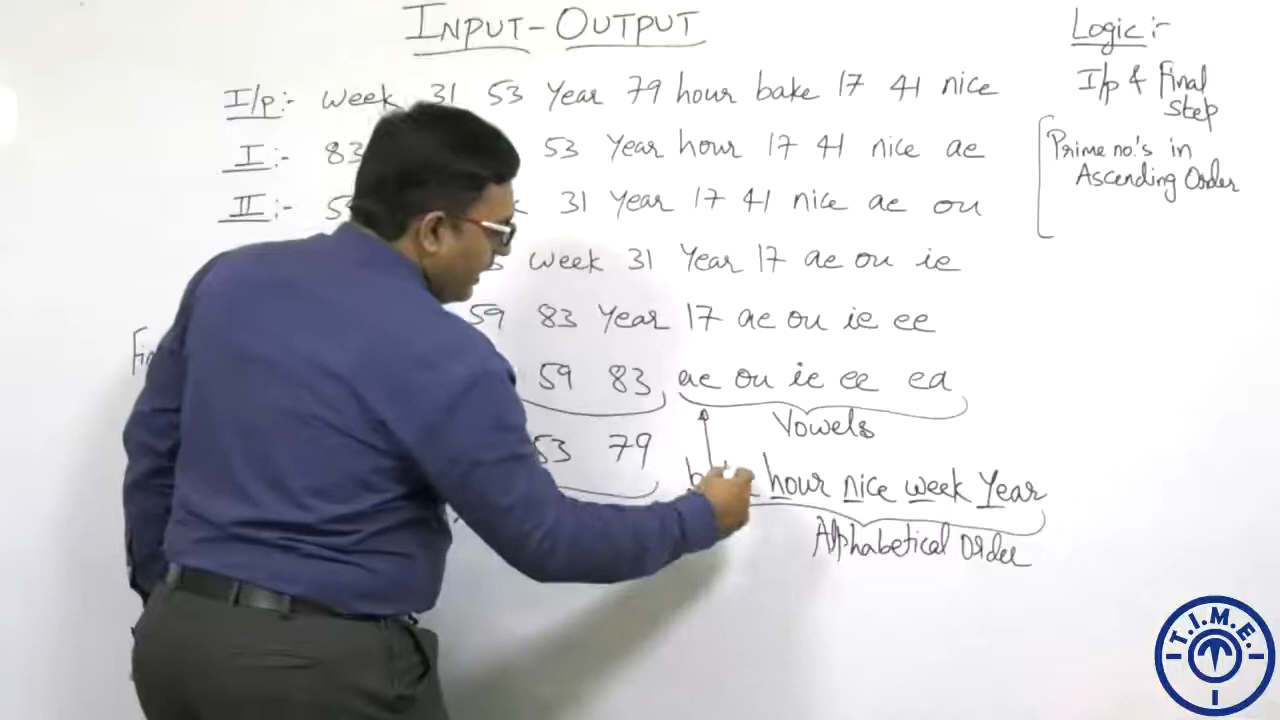 INPUT-OUTPUT
I/p:- week 31 53 Year 79 hour bake 17 41 nice
I:- 83 53 Year hour 17 41 nice ae
II:- 31 Year 17 41 nice ae ou
week 31 Year 17 ae ou ie
59 83 Year 17 ae ou ie ee
59 83 ae ou ie ee ea
Vowels
53 79 hour nice week Year
Alphabetical Order
Logic:-
I/p & Final
Step
Prime no.'s in
Ascending Order
T.I.M.E.